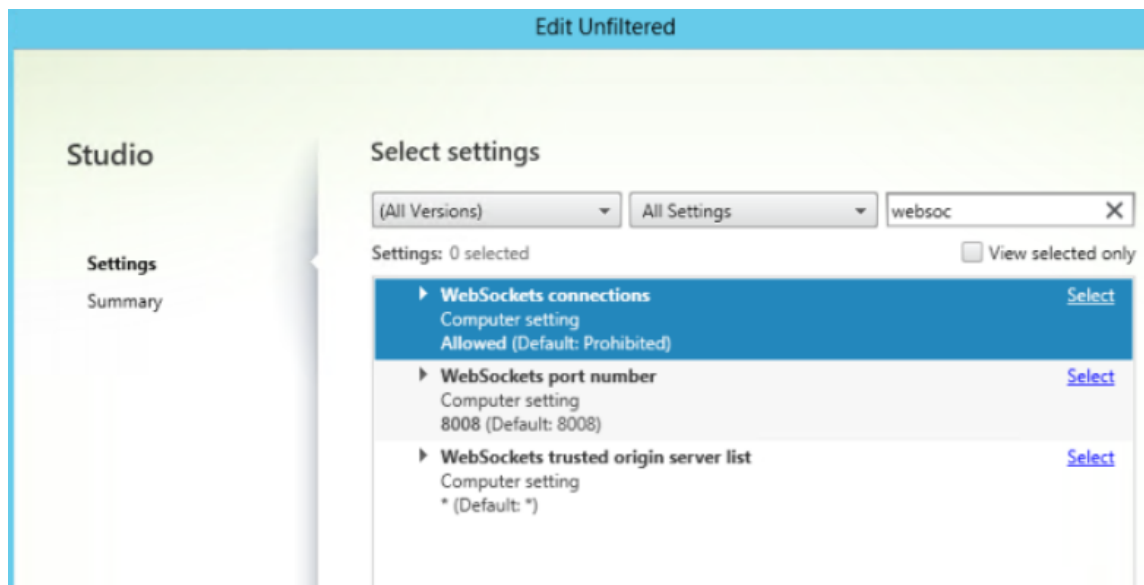 Edit Unfiltered
Studio
Settings
Summary
Select settings
(All Versions)
All Settings
websoc
Settings: 0 selected
View selected only
WebSockets connections
Select
Computer setting
Allowed (Default: Prohibited)
WebSockets port number
Select
Computer setting
8008 (Default: 8008)
WebSockets trusted origin server list
Select
Computer setting
* (Default: *)